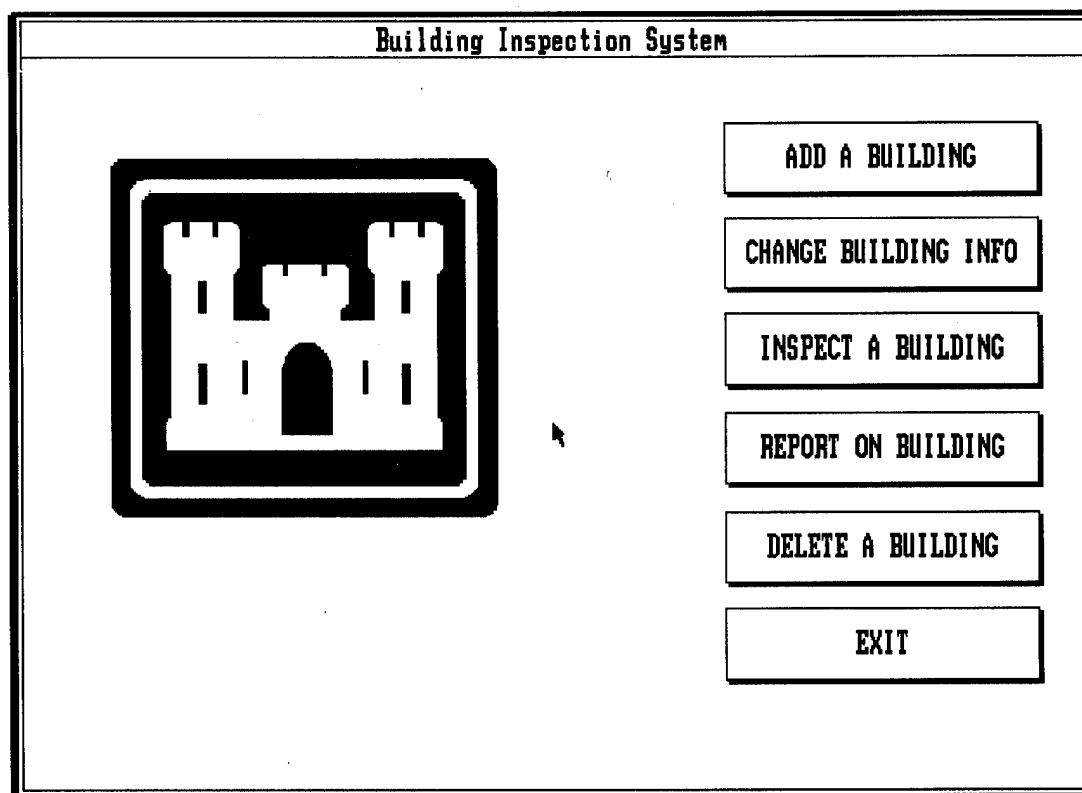 Building Inspection System
ADD A BUILDING
CHANGE BUILDING INFO
INSPECT A BUILDING
REPORT ON BUILDING
DELETE A BUILDING
EXIT